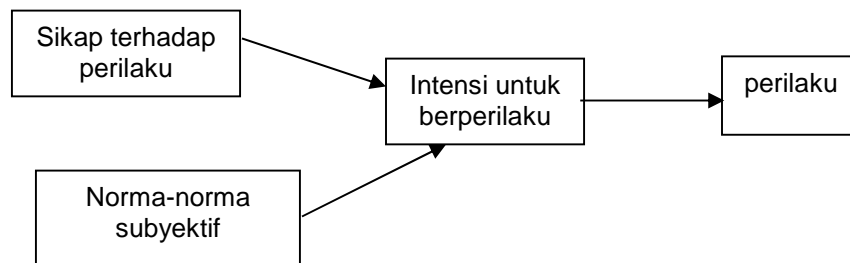 Sikap terhadap
perilaku
Intensi untuk
berperilaku
perilaku
Norma-norma
subyektif